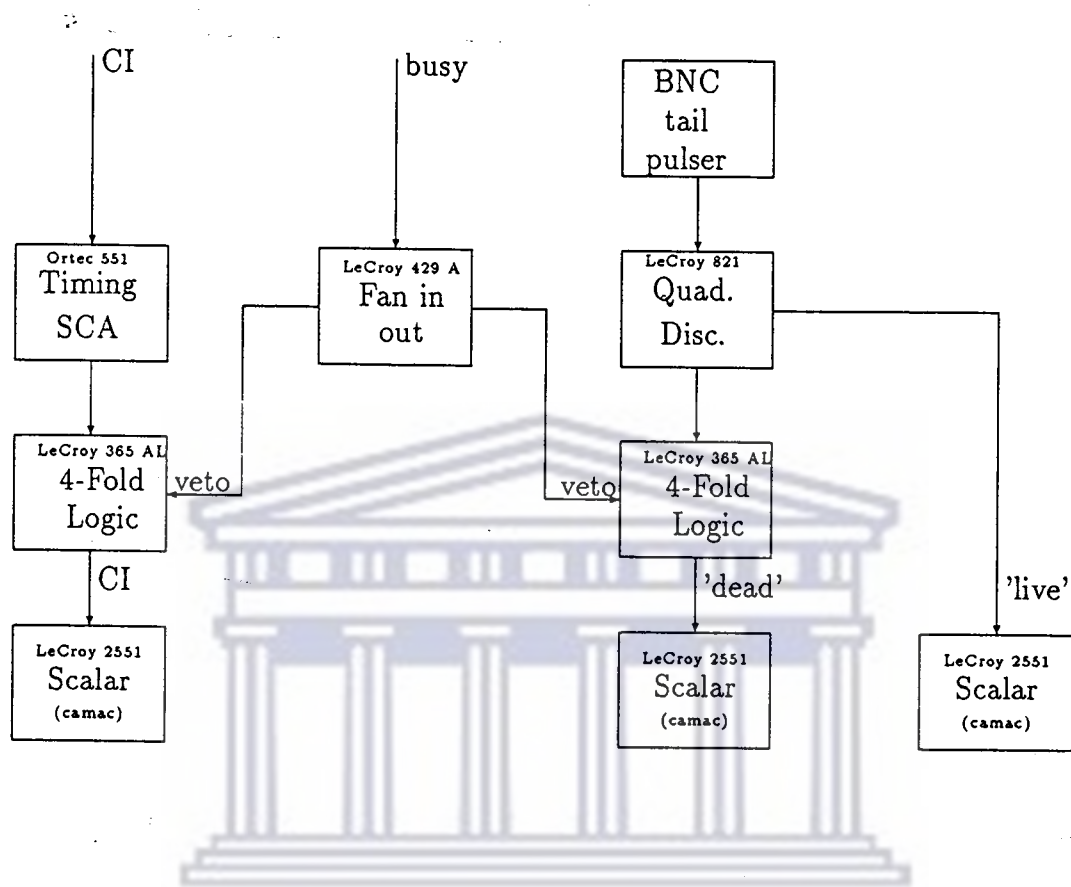 CI
busy
BNC
tail
pulser
Ortec 551
Timing
SCA
LeCroy 429 A
Fan in
out
LeCroy 821
Quad.
Disc.
LeCroy 365 AL
4-Fold
Logic
veto
veto
LeCroy 365 AL
4-Fold
Logic
CI
'dead'
'live'
LeCroy 2551
Scalar
(camac)
LeCroy 2551
Scalar
(camac)
LeCroy 2551
Scalar
(camac)